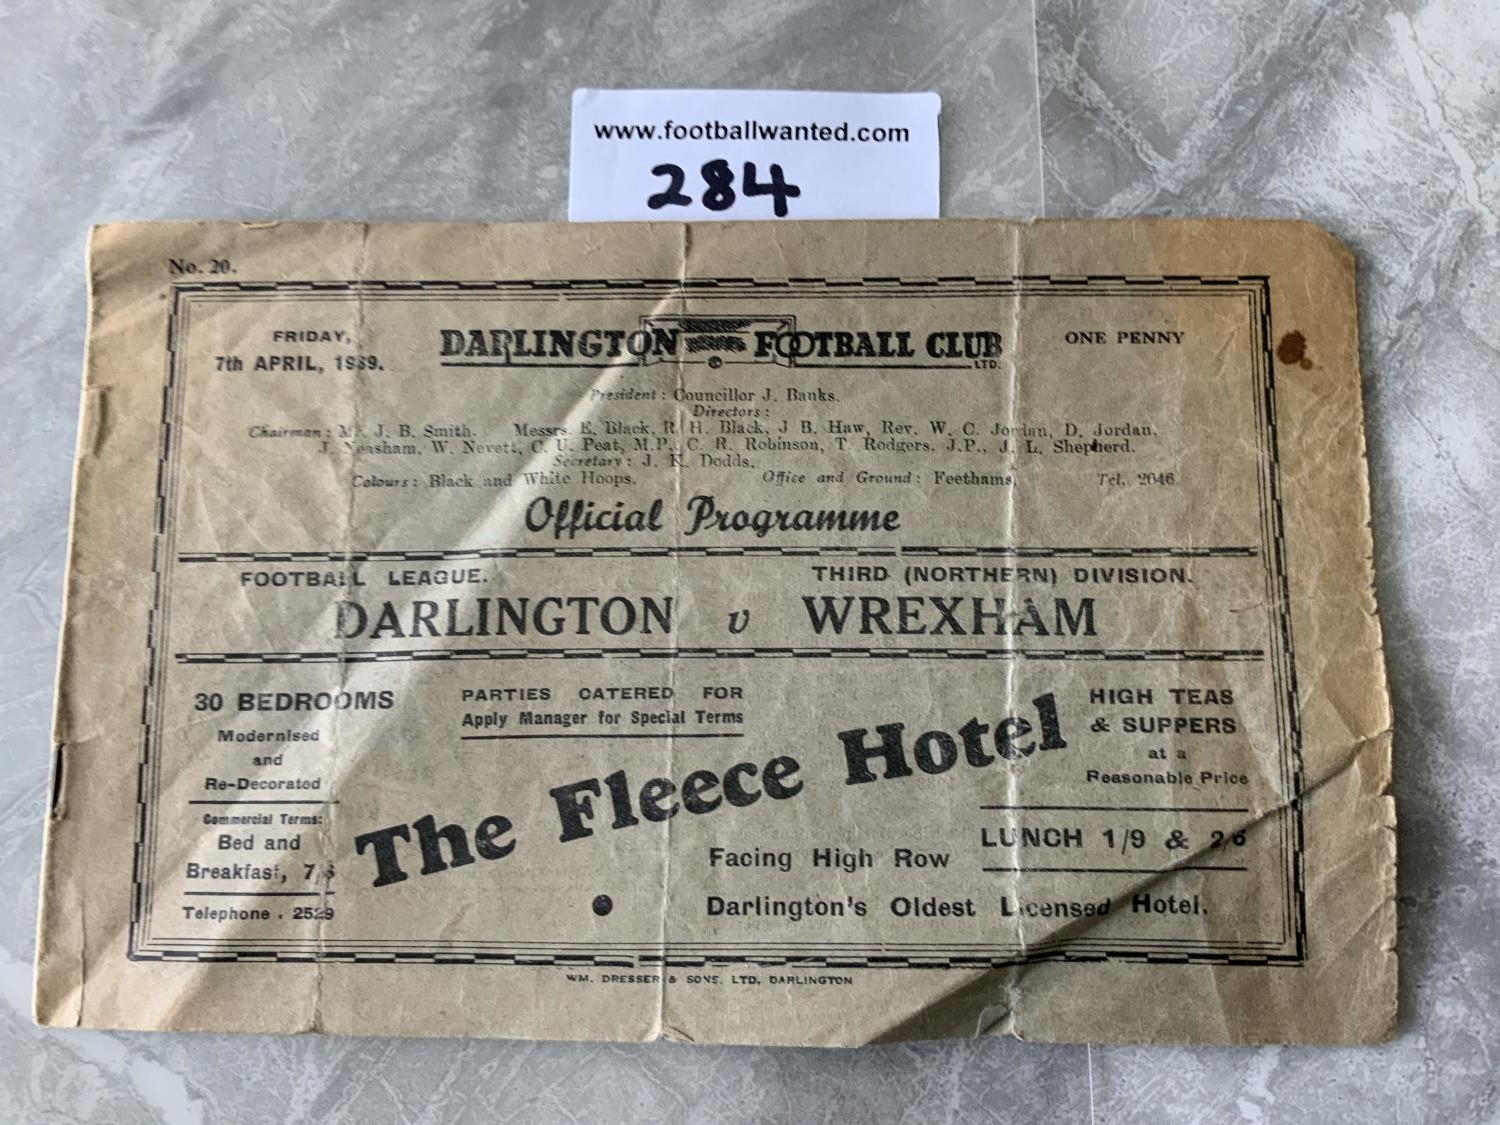 www.footballwanted.com
284
No. 20.
FRIDAY,
7th APRIL, 1939.
DARLINGTON FOOTBALL CLUB
LTD.
ONE PENNY
President: Councillor J. Banks.
Directors:
Chairman: Mr. J. B. Smith. Messrs. E. Black, R. H. Black, J. B. Haw, Rev. W. C. Jordan, D. Jordan,
J. Neasham, W. Nevett, C. U. Peat, M.P., C. R. Robinson, T. Rodgers, J.P., J. L. Shepherd.
Secretary: J. K. Dodds.
Colours: Black and White Hoops. Office and Ground: Feethams. Tel. 2046.
Official Programme
FOOTBALL LEAGUE. THIRD (NORTHERN) DIVISION.
DARLINGTON v WREXHAM
30 BEDROOMS
Modernised
and
Re-Decorated
Commercial Terms:
Bed and
Breakfast, 7/6
Telephone . 2529
PARTIES CATERED FOR
Apply Manager for Special Terms
The Fleece Hotel
HIGH TEAS
& SUPPERS
at a
Reasonable Price
LUNCH 1/9 & 2/6
Facing High Row
Darlington's Oldest Licensed Hotel.
WM. DRESSER & SONS, LTD, DARLINGTON